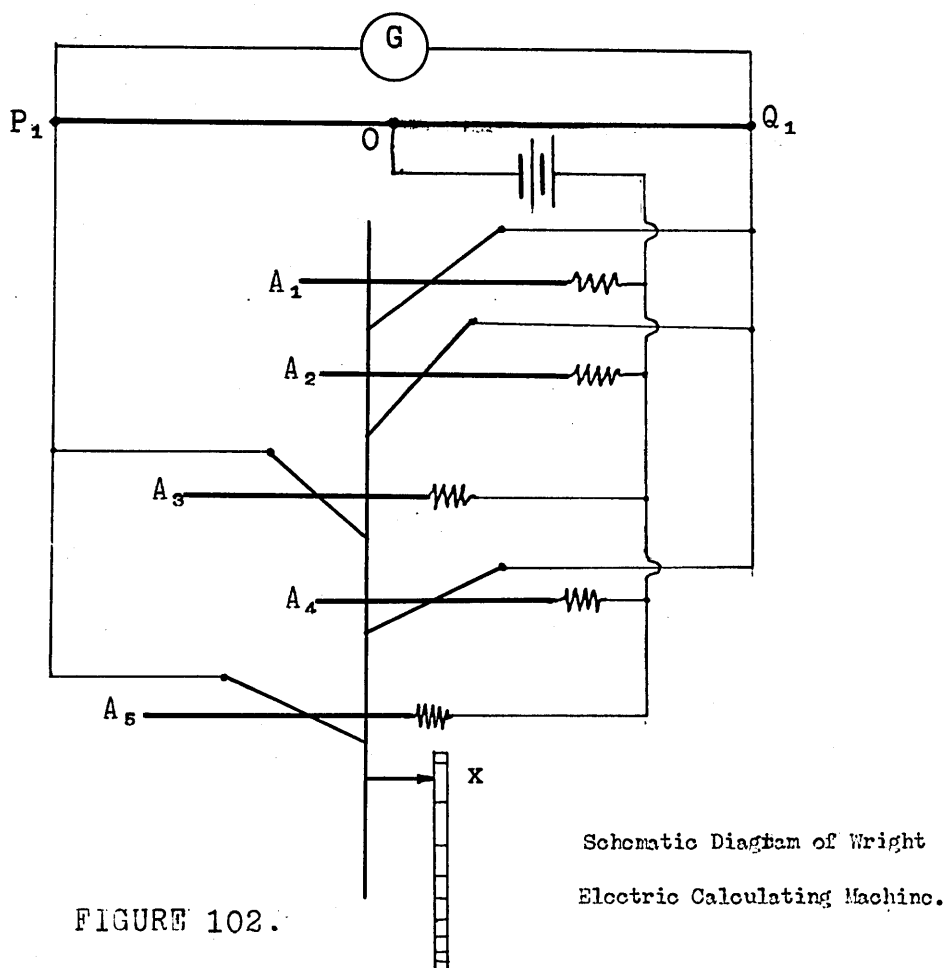 G
P₁
Q₁
O
A₁
A₂
A₃
A₄
A₅
x
Schematic Diagram of Wright
Electric Calculating Machine.
FIGURE 102.